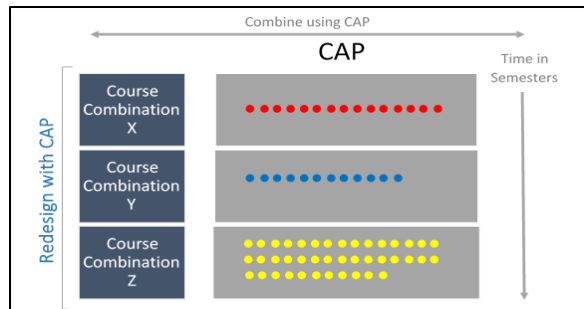 Combine using CAP
CAP
Time in
Semesters
Redesign with CAP
Course
Combination
X
Course
Combination
Y
Course
Combination
Z